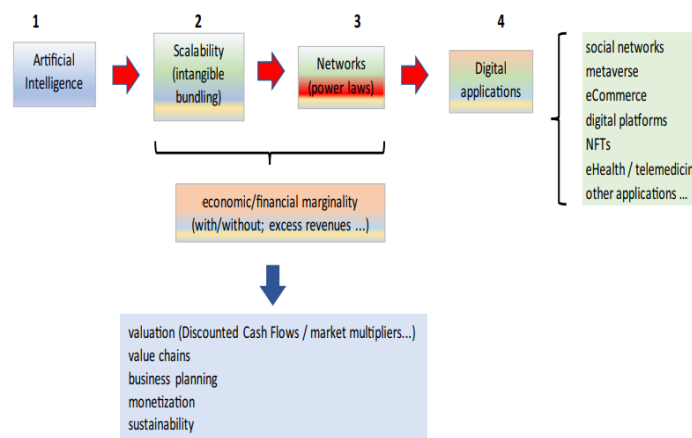 1
2
3
4
Artificial
Intelligence
Scalability
(intangible
bundling)
Networks
(power laws)
Digital
applications
social networks
metaverse
eCommerce
digital platforms
NFTs
eHealth / telemedicin
other applications ...
economic/financial marginality
(with/without; excess revenues ...)
valuation (Discounted Cash Flows / market multipliers...)
value chains
business planning
monetization
sustainability